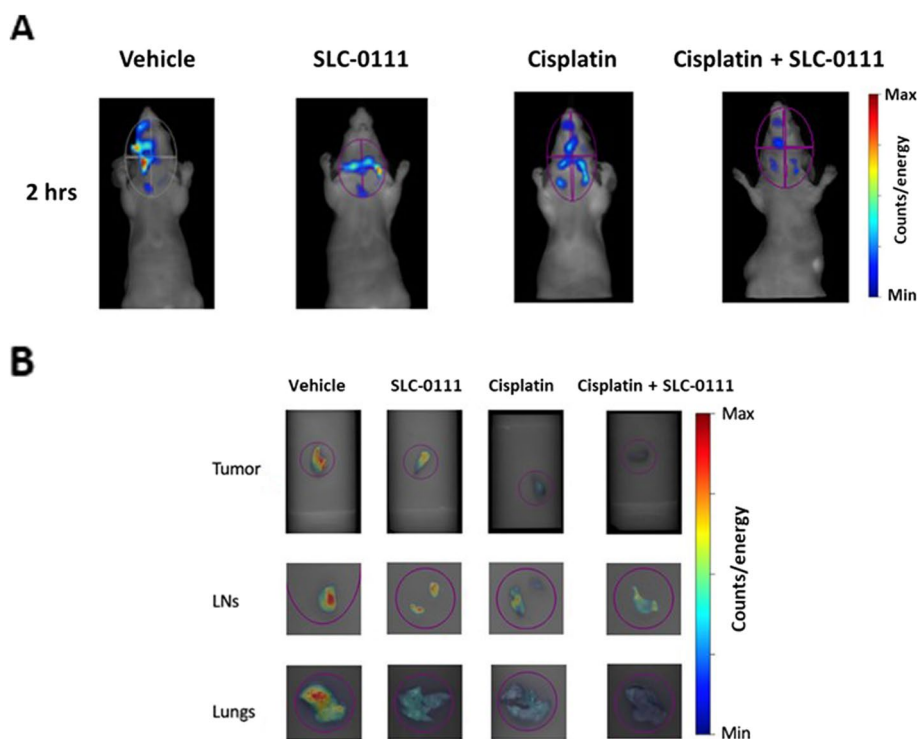 A
Vehicle SLC-0111 Cisplatin Cisplatin + SLC-0111
2 hrs
Max
Counts/energy
Min
B
Vehicle SLC-0111 Cisplatin Cisplatin + SLC-0111
Max
Tumor
LNs
Counts/energy
Lungs
Min